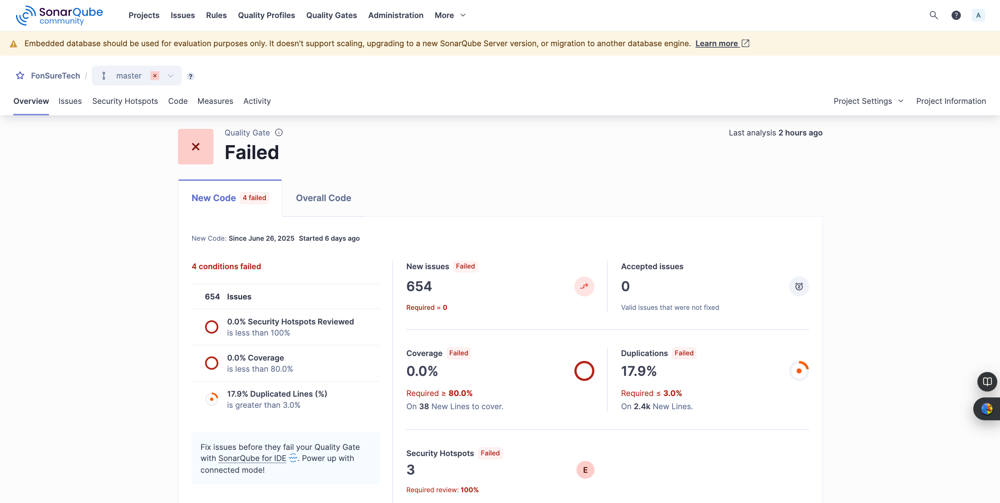 SonarQube
community
Projects
Issues
Rules
Quality Profiles
Quality Gates
Administration
More
?
A
Embedded database should be used for evaluation purposes only. It doesn't support scaling, upgrading to a new SonarQube Server version, or migration to another database engine. Learn more
FonSureTech / master
?
Overview
Issues
Security Hotspots
Code
Measures
Activity
Project Settings
Project Information
Quality Gate
Failed
Last analysis 2 hours ago
New Code 4 failed
Overall Code
New Code: Since June 26, 2025 Started 6 days ago
4 conditions failed
654 Issues
0.0% Security Hotspots Reviewed
is less than 100%
0.0% Coverage
is less than 80.0%
17.9% Duplicated Lines (%)
is greater than 3.0%
Fix issues before they fail your Quality Gate
with SonarQube for IDE . Power up with
connected mode!
New issues Failed
654
Required = 0
Accepted issues
0
Valid issues that were not fixed
Coverage Failed
0.0%
Required ≥ 80.0%
On 38 New Lines to cover.
Duplications Failed
17.9%
Required ≤ 3.0%
On 2.4k New Lines.
Security Hotspots Failed
3
E
Required review: 100%